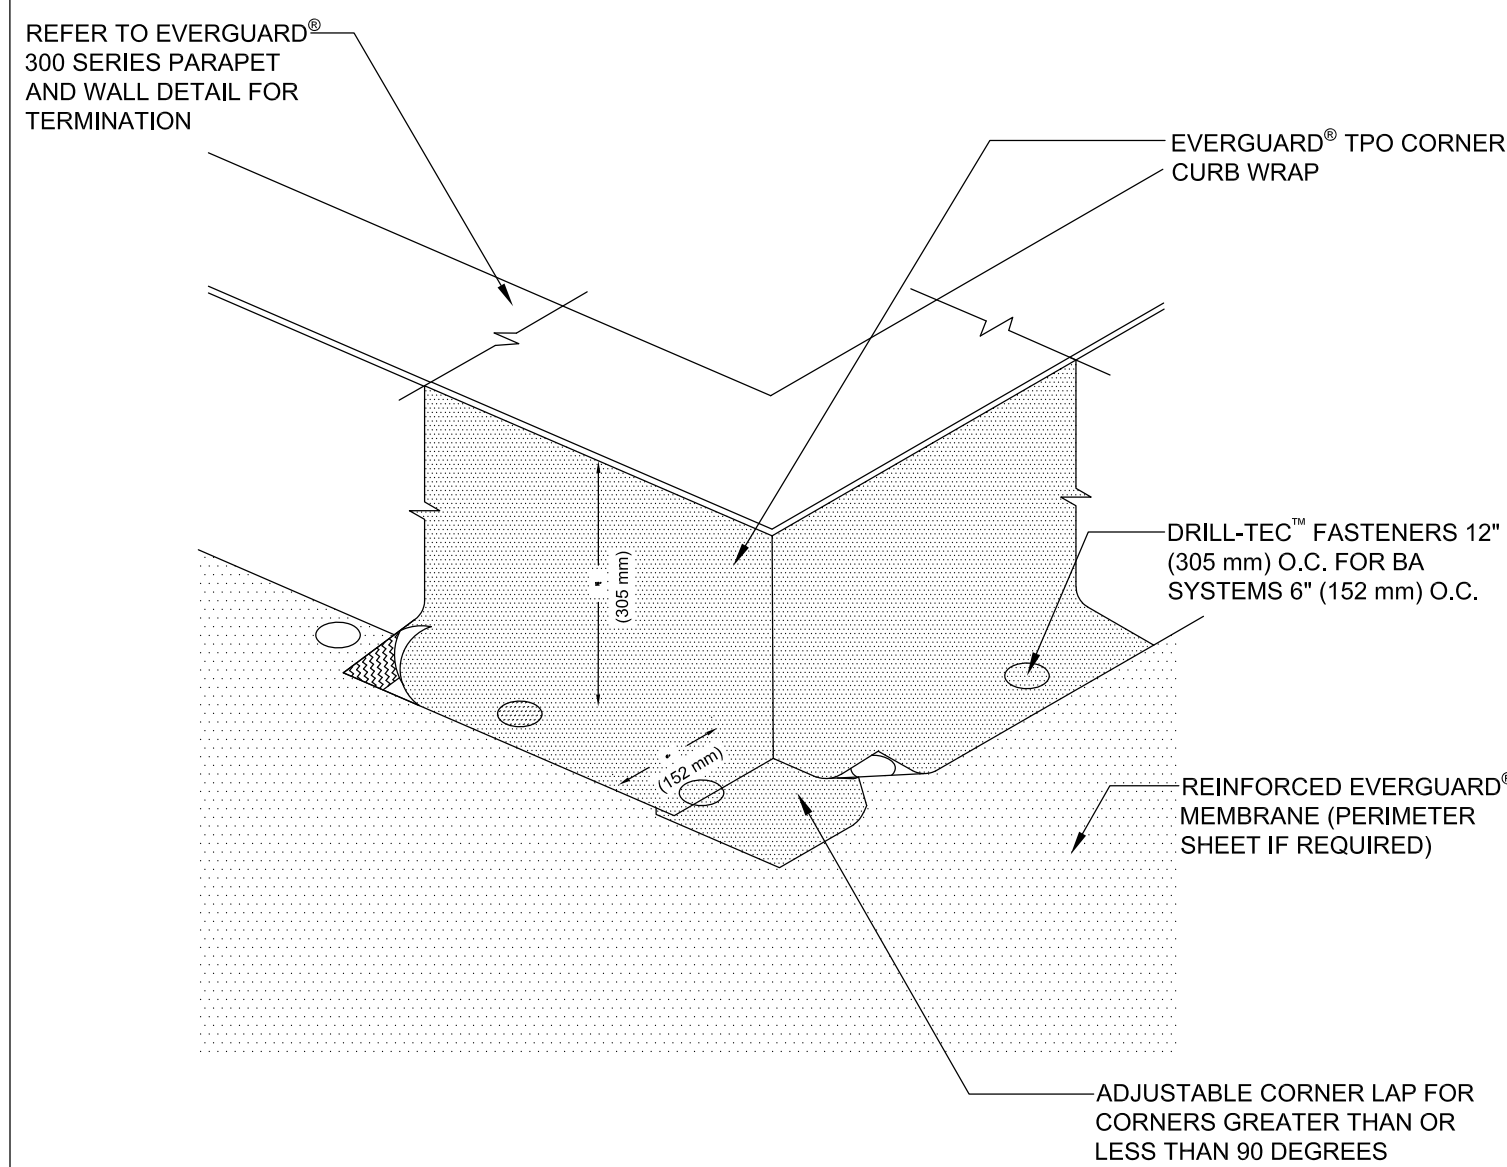 REFER TO EVERGUARD®
300 SERIES PARAPET
AND WALL DETAIL FOR
TERMINATION
EVERGUARD® TPO CORNER
CURB WRAP
(305 mm)
DRILL-TEC™ FASTENERS 12"
(305 mm) O.C. FOR BA
SYSTEMS 6" (152 mm) O.C.
(152 mm)
REINFORCED EVERGUARD®
MEMBRANE (PERIMETER
SHEET IF REQUIRED)
ADJUSTABLE CORNER LAP FOR
CORNERS GREATER THAN OR
LESS THAN 90 DEGREES